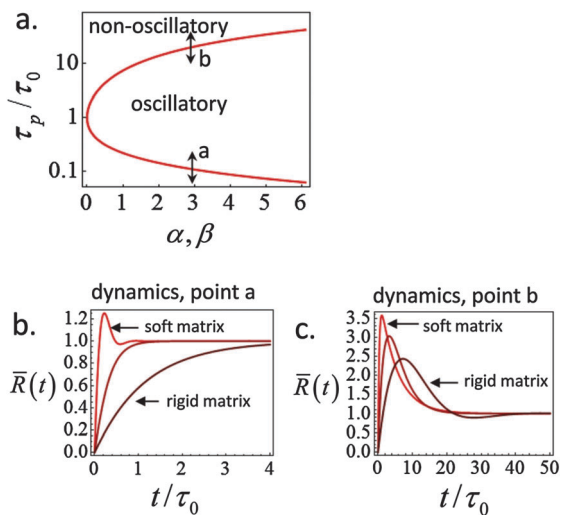 a.
non-oscillatory
b
oscillatory
a
τp/τ0
10
1
0.1
0 1 2 3 4 5 6
α, β
b.
dynamics, point a
soft matrix
rigid matrix
R̅(t)
1.2
1.0
0.8
0.6
0.4
0.2
0.0
0 1 2 3 4
t/τ0
c.
dynamics, point b
soft matrix
rigid matrix
R̅(t)
3.5
3.0
2.5
2.0
1.5
1.0
0.5
0.0
0 10 20 30 40 50
t/τ0